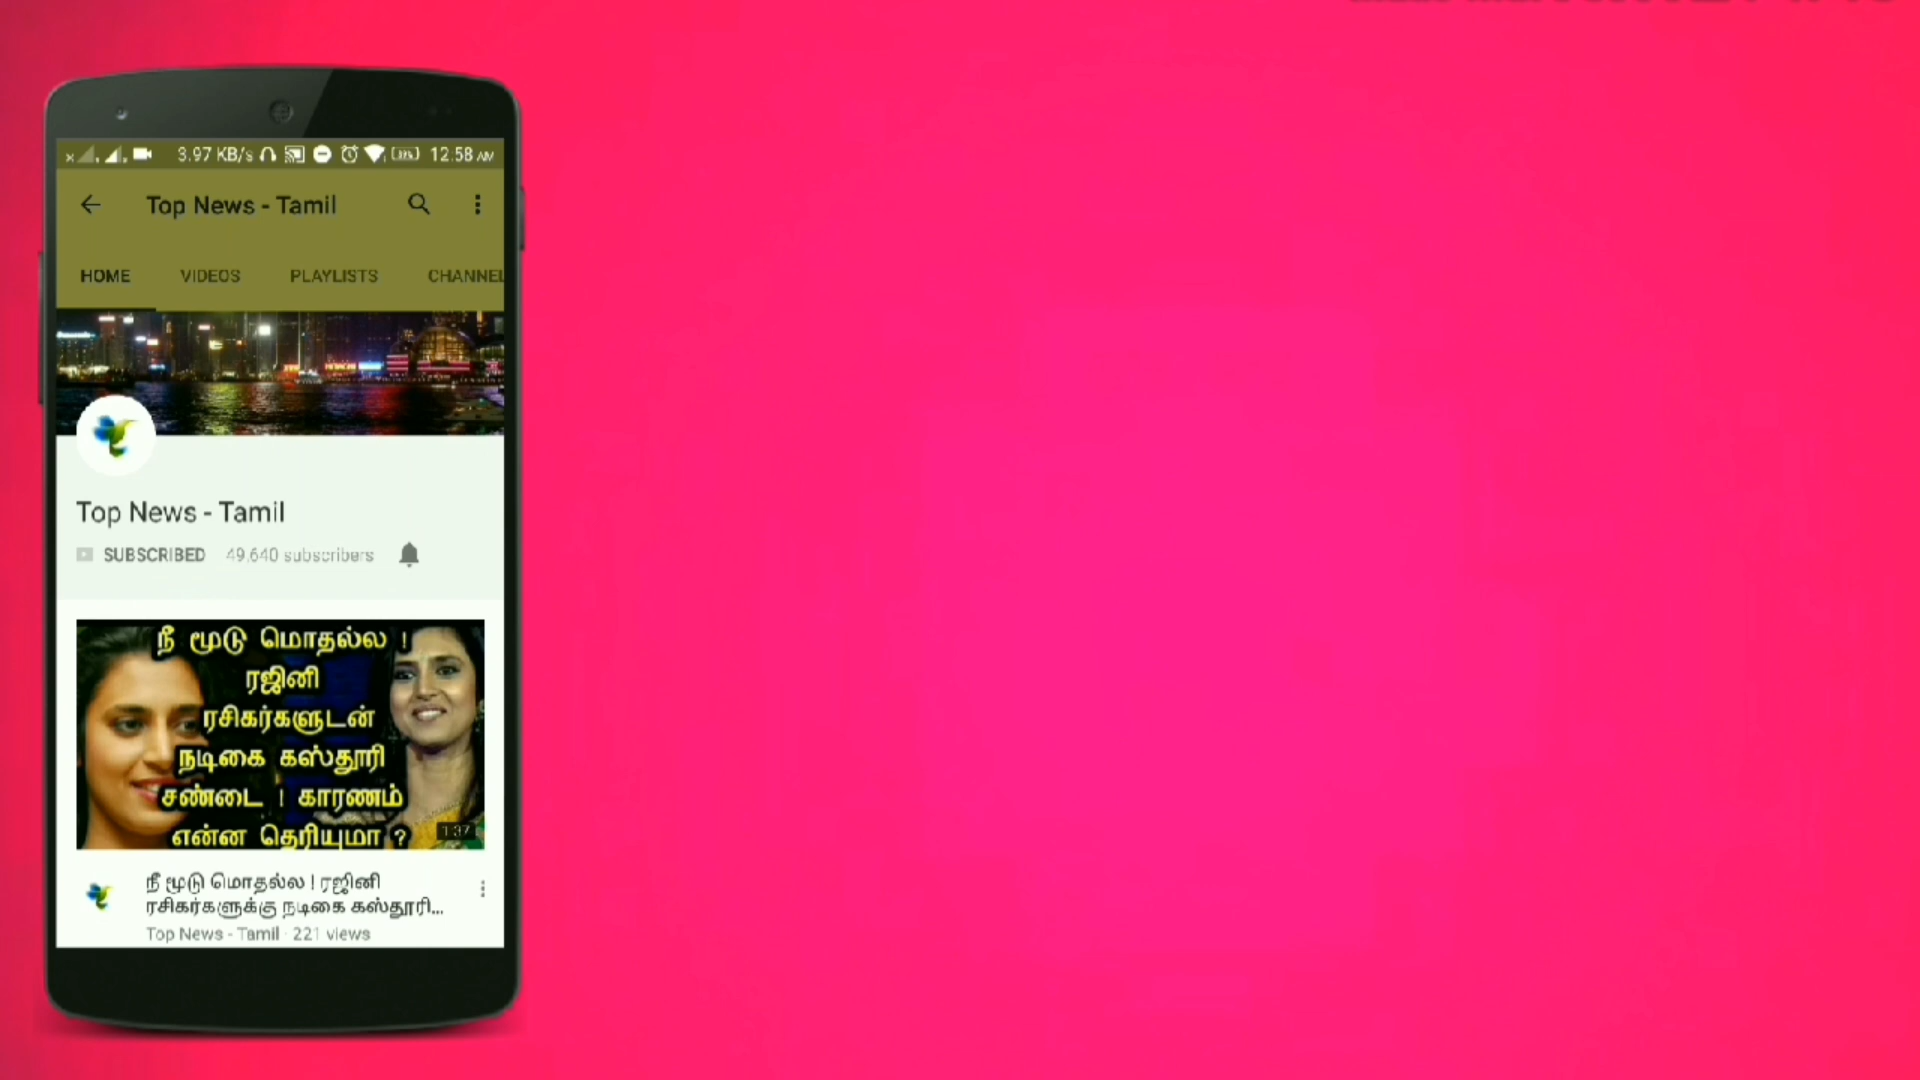 3.97 KB/s 12:58 AM
Top News - Tamil
HOME VIDEOS PLAYLISTS CHANNEL
Top News - Tamil
SUBSCRIBED 49,640 subscribers
நீ மூடு மொதல்ல !
ரஜினி
ரசிகர்களுடன்
நடிகை கஸ்தூரி
சண்டை । காரணம்
என்ன தெரியுமா ?
1:37
நீ மூடு மொதல்ல ! ரஜினி
ரசிகர்களுக்கு நடிகை கஸ்தூரி...
Top News - Tamil · 221 views